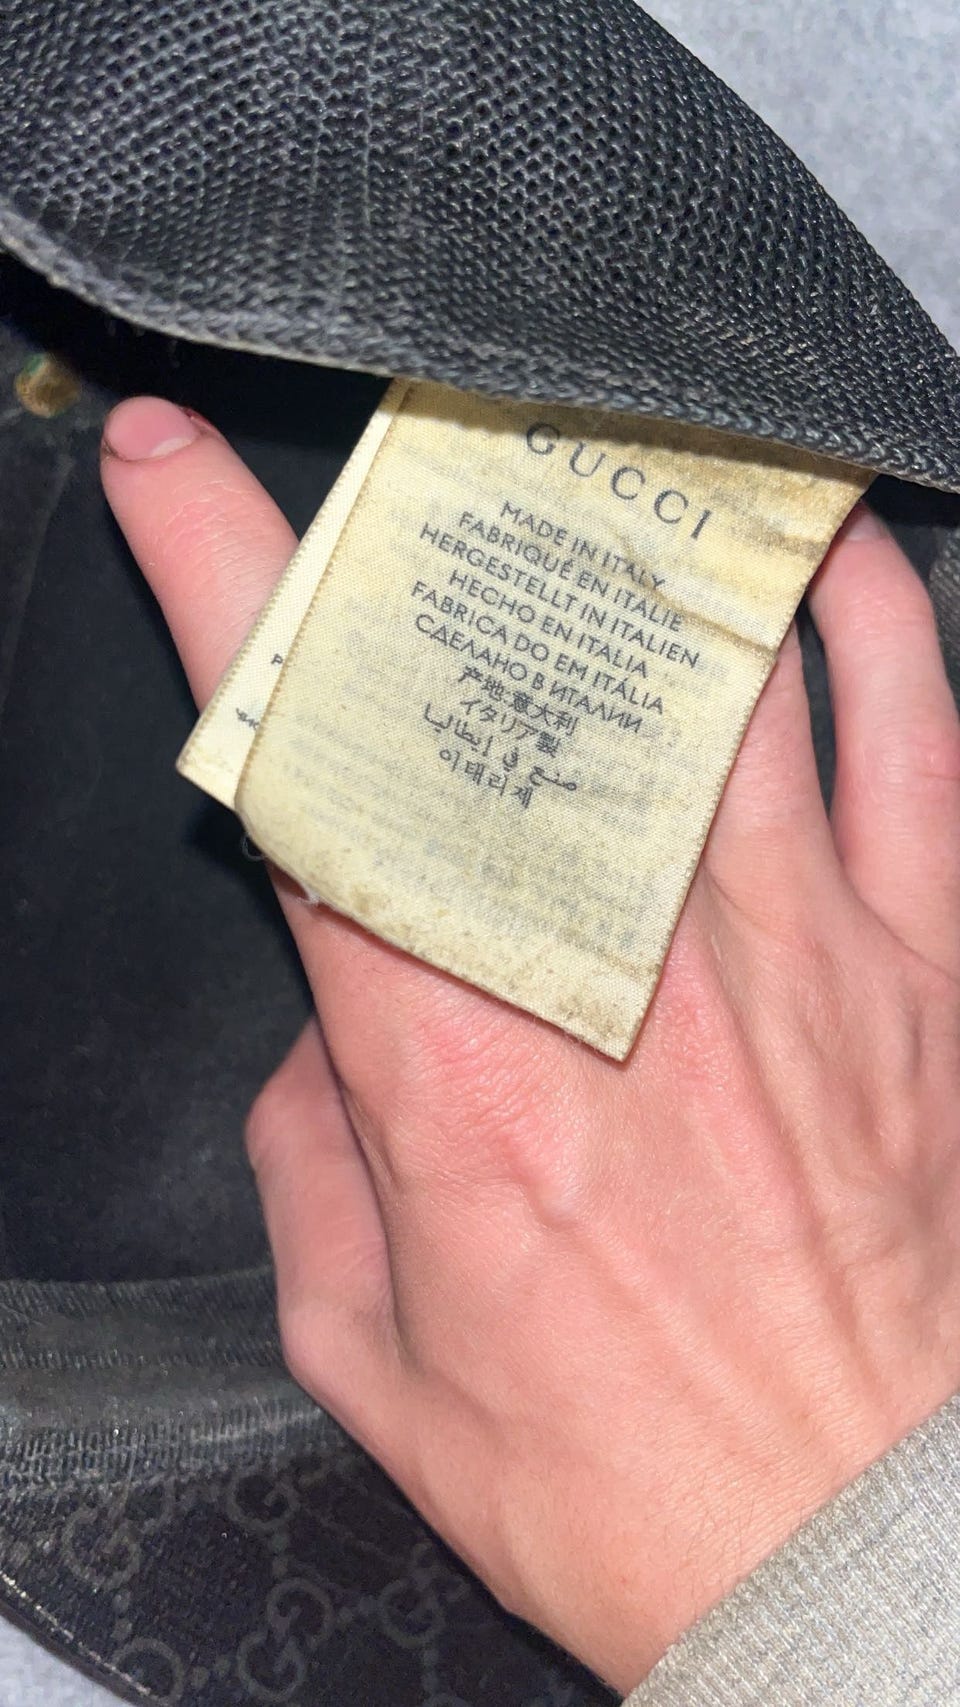 GUCCI
MADE IN ITALY
FABRIQUÉ EN ITALIE
HERGESTELLT IN ITALIEN
HECHO EN ITALIA
FABRICA DO EM ITÁLIA
СДЕЛАНО В ИТАЛИИ
产地:意大利
イタリア製
صنع في إيطاليا
이태리제